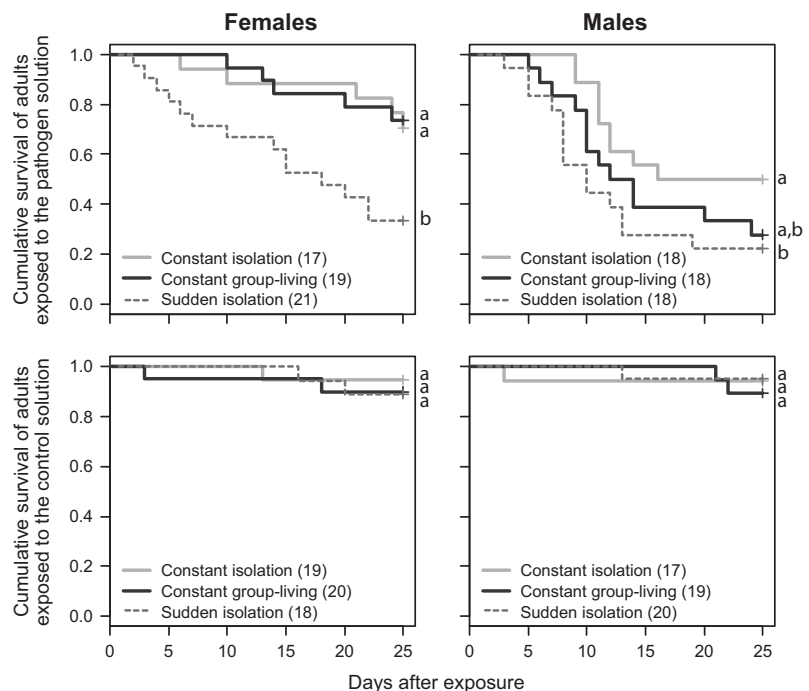 Females
Males
Cumulative survival of adults
exposed to the pathogen solution
1.0
0.8
0.6
0.4
0.2
0.0
a
a
b
Constant isolation (17)
Constant group-living (19)
Sudden isolation (21)
a
a,b
b
Constant isolation (18)
Constant group-living (18)
Sudden isolation (18)
Cumulative survival of adults
exposed to the control solution
1.0
0.8
0.6
0.4
0.2
0.0
a
a
a
Constant isolation (19)
Constant group-living (20)
Sudden isolation (18)
a
a
a
Constant isolation (17)
Constant group-living (19)
Sudden isolation (20)
0 5 10 15 20 25
0 5 10 15 20 25
Days after exposure